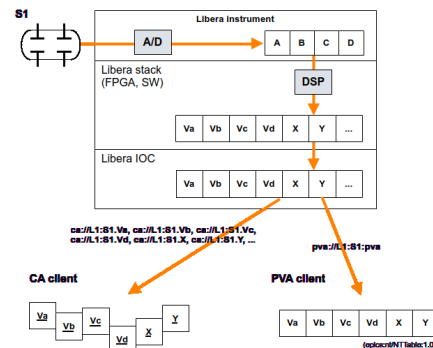 S1
Libera instrument
A/D
A B C D
Libera stack
(FPGA, SW)
DSP
Va Vb Vc Vd X Y ...
Libera IOC
Va Vb Vc Vd X Y ...
ca://L1:S1.Va, ca://L1:S1.Vb, ca://L1:S1.Vc,
ca://L1:S1.Vd, ca://L1:S1.X, ca://L1:S1.Y, ...
pva://L1:S1:pva
CA client
PVA client
Va Vb Vc Vd X Y
Va Vb Vc Vd X Y
(epics:nt/NTTable:1.0